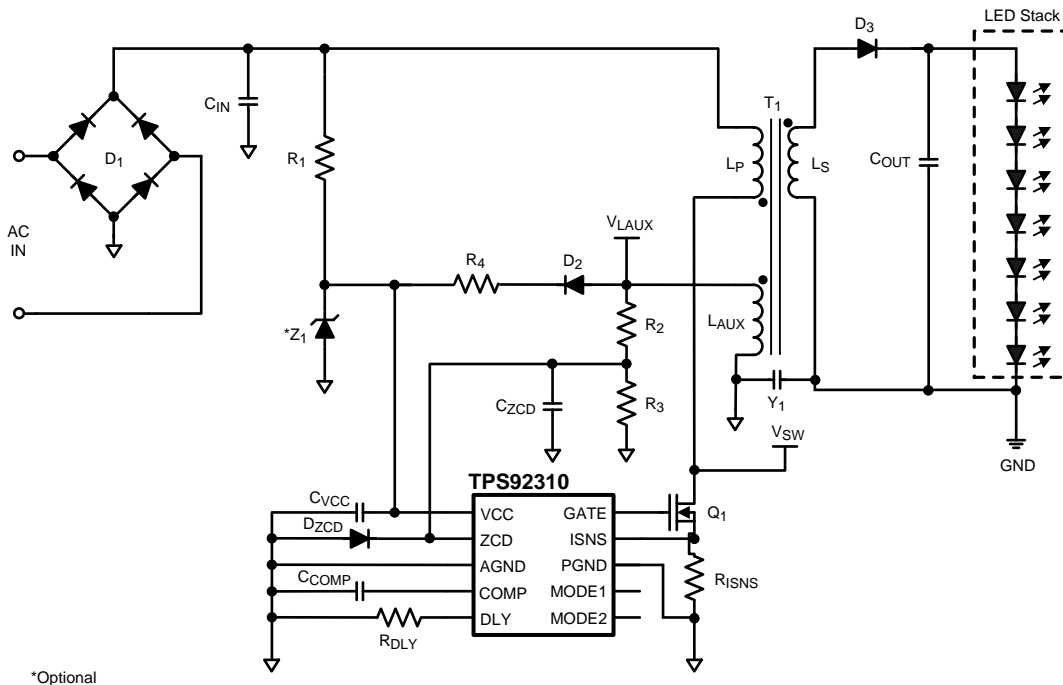 LED Stack
D3
T1
CIN
D1
R1
LP
LS
COUT
AC
IN
VLAUX
R4
D2
*Z1
R2
LAUX
CZCD
R3
Y1
VSW
GND
TPS92310
CVCC
VCC
GATE
Q1
DZCD
ZCD
ISNS
AGND
PGND
RISNS
CCOMP
COMP
MODE1
DLY
MODE2
RDLY
*Optional